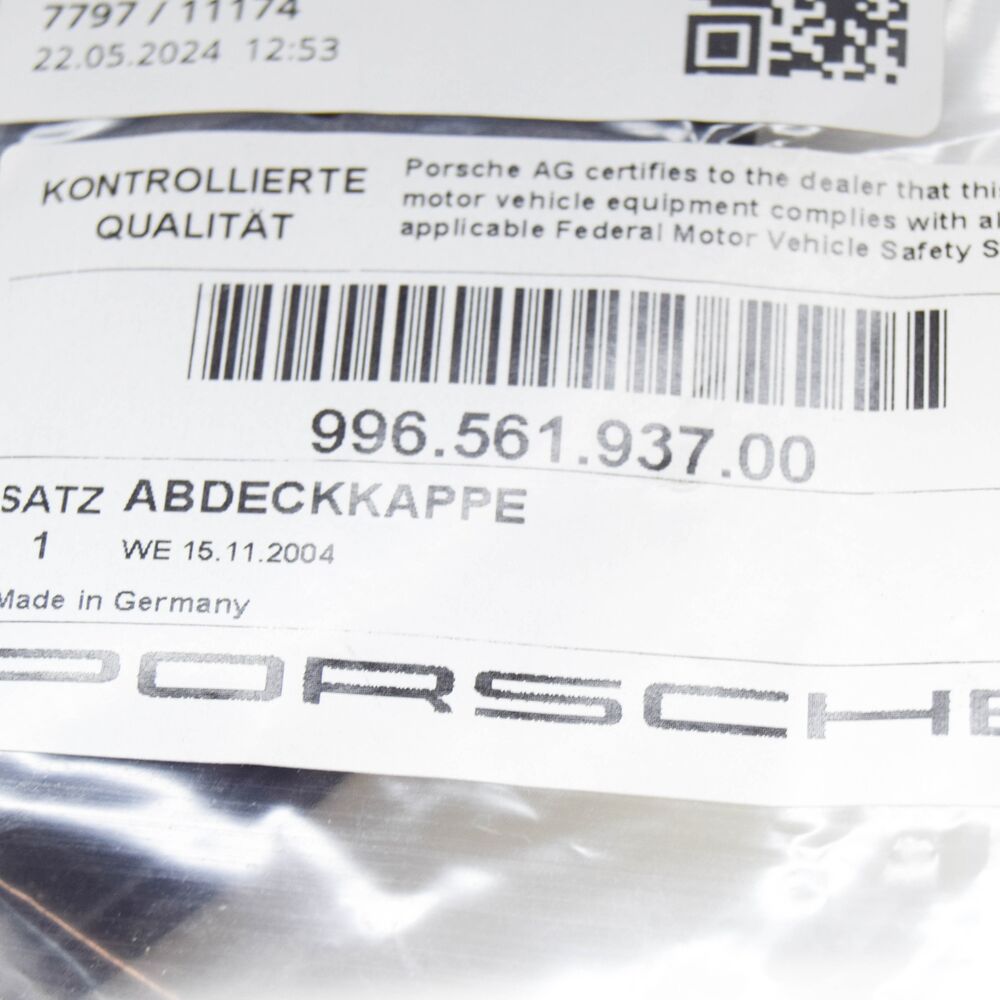 7797 / 11174
22.05.2024 12:53
KONTROLLIERTE
QUALITÄT
Porsche AG certifies to the dealer that this
motor vehicle equipment complies with al
applicable Federal Motor Vehicle Safety S
996.561.937.00
SATZ ABDECKKAPPE
1 WE 15.11.2004
Made in Germany
PORSCHE